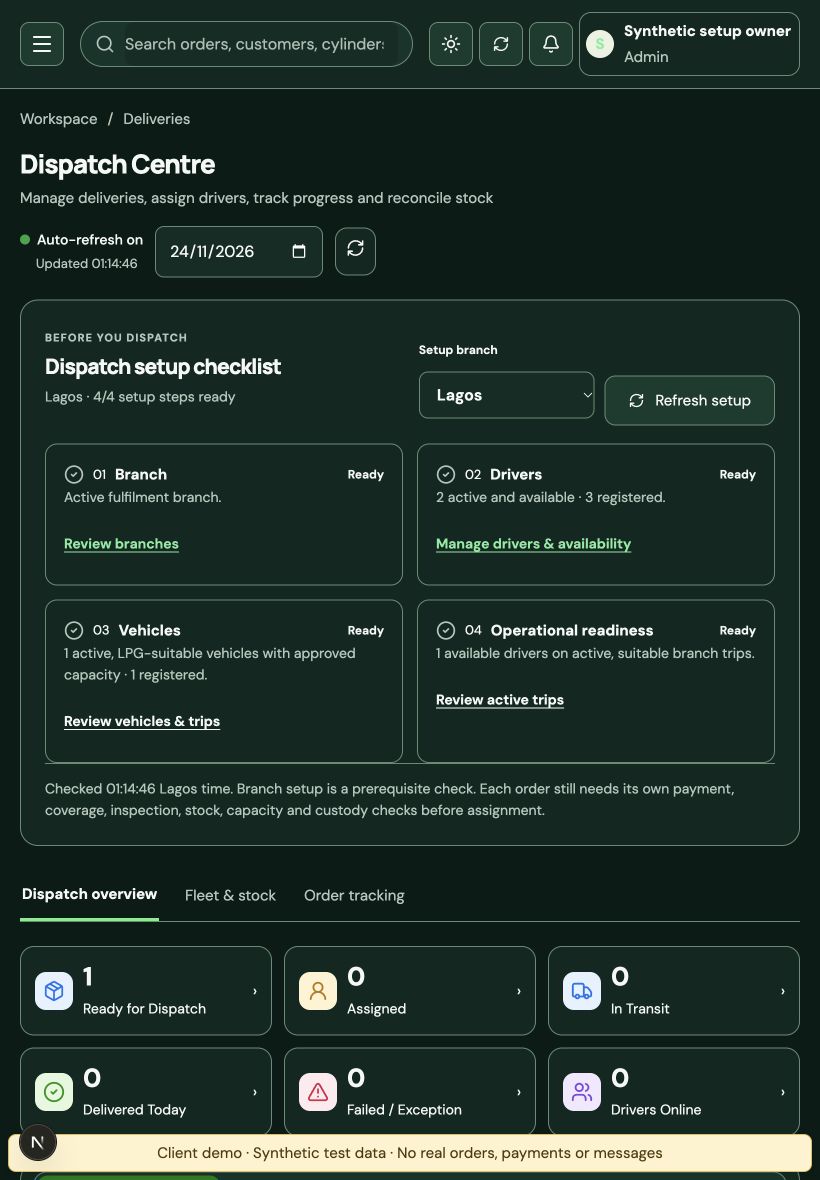 Search orders, customers, cylinders
S
Synthetic setup owner
Admin
Workspace / Deliveries
Dispatch Centre
Manage deliveries, assign drivers, track progress and reconcile stock
Auto-refresh on
Updated 01:14:46
24/11/2026
BEFORE YOU DISPATCH
Dispatch setup checklist
Lagos · 4/4 setup steps ready
Setup branch
Lagos
Refresh setup
01 Branch Ready
Active fulfilment branch.
Review branches
02 Drivers Ready
2 active and available · 3 registered.
Manage drivers & availability
03 Vehicles Ready
1 active, LPG-suitable vehicles with approved
capacity · 1 registered.
Review vehicles & trips
04 Operational readiness Ready
1 available drivers on active, suitable branch trips.
Review active trips
Checked 01:14:46 Lagos time. Branch setup is a prerequisite check. Each order still needs its own payment,
coverage, inspection, stock, capacity and custody checks before assignment.
Dispatch overview Fleet & stock Order tracking
1
Ready for Dispatch ›
0
Assigned ›
0
In Transit ›
0
Delivered Today ›
0
Failed / Exception ›
0
Drivers Online ›
N
Client demo · Synthetic test data · No real orders, payments or messages